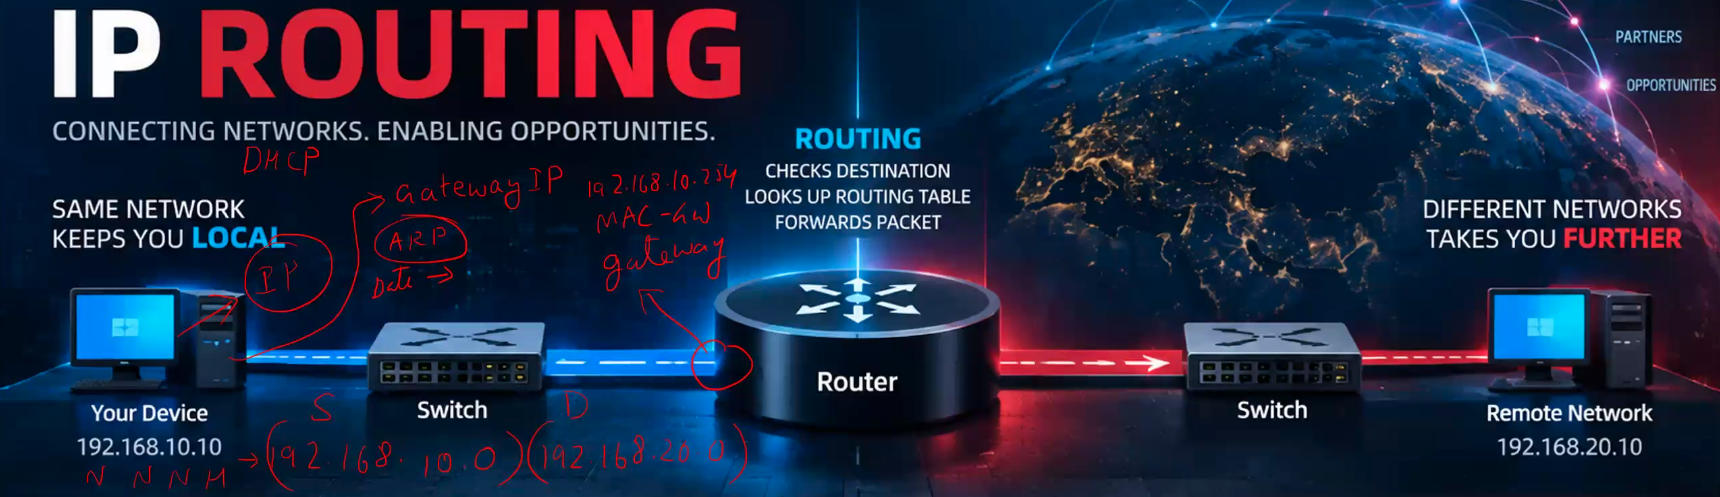 IP ROUTING
CONNECTING NETWORKS. ENABLING OPPORTUNITIES.
PARTNERS
OPPORTUNITIES
DHCP
SAME NETWORK
KEEPS YOU LOCAL
IP
Gateway IP
ARP
Data →
192.168.10.254
MAC-GW
gateway
ROUTING
CHECKS DESTINATION
LOOKS UP ROUTING TABLE
FORWARDS PACKET
DIFFERENT NETWORKS
TAKES YOU FURTHER
Your Device
192.168.10.10
Switch
Router
Switch
Remote Network
192.168.20.10
S D
N N N H → (192.168.10.0) (192.168.20.0)